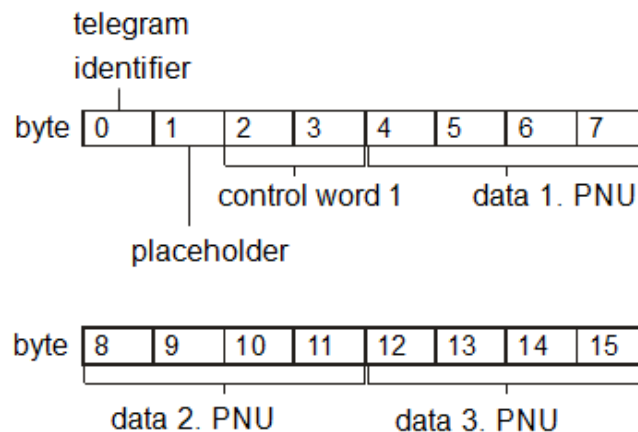 telegram
identifier
byte 0 1 2 3 4 5 6 7
control word 1 data 1. PNU
placeholder
byte 8 9 10 11 12 13 14 15
data 2. PNU data 3. PNU